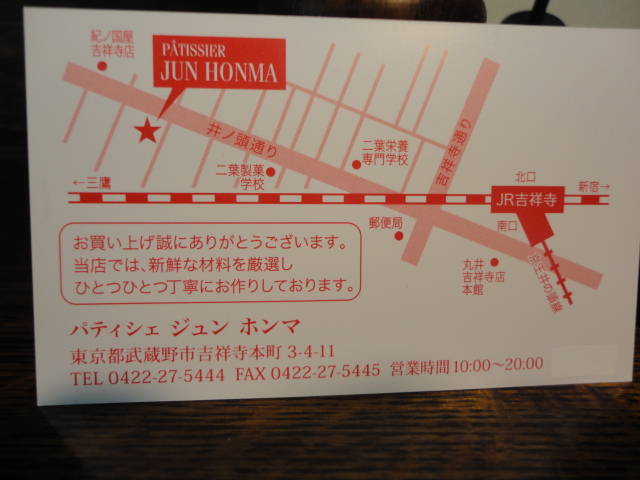 紀ノ国屋
吉祥寺店
PÂTISSIER
JUN HONMA
井ノ頭通り
吉祥寺通り
二葉栄養
専門学校
二葉製菓
学校
←三鷹
北口
新宿→
JR吉祥寺
南口
郵便局
丸井
吉祥寺店
本館
京王井の頭線
お買い上げ誠にありがとうございます。
当店では、新鮮な材料を厳選し
ひとつひとつ丁寧にお作りしております。
パティシェ ジュン ホンマ
東京都武蔵野市吉祥寺本町 3-4-11
TEL 0422-27-5444 FAX 0422-27-5445 営業時間10:00〜20:00